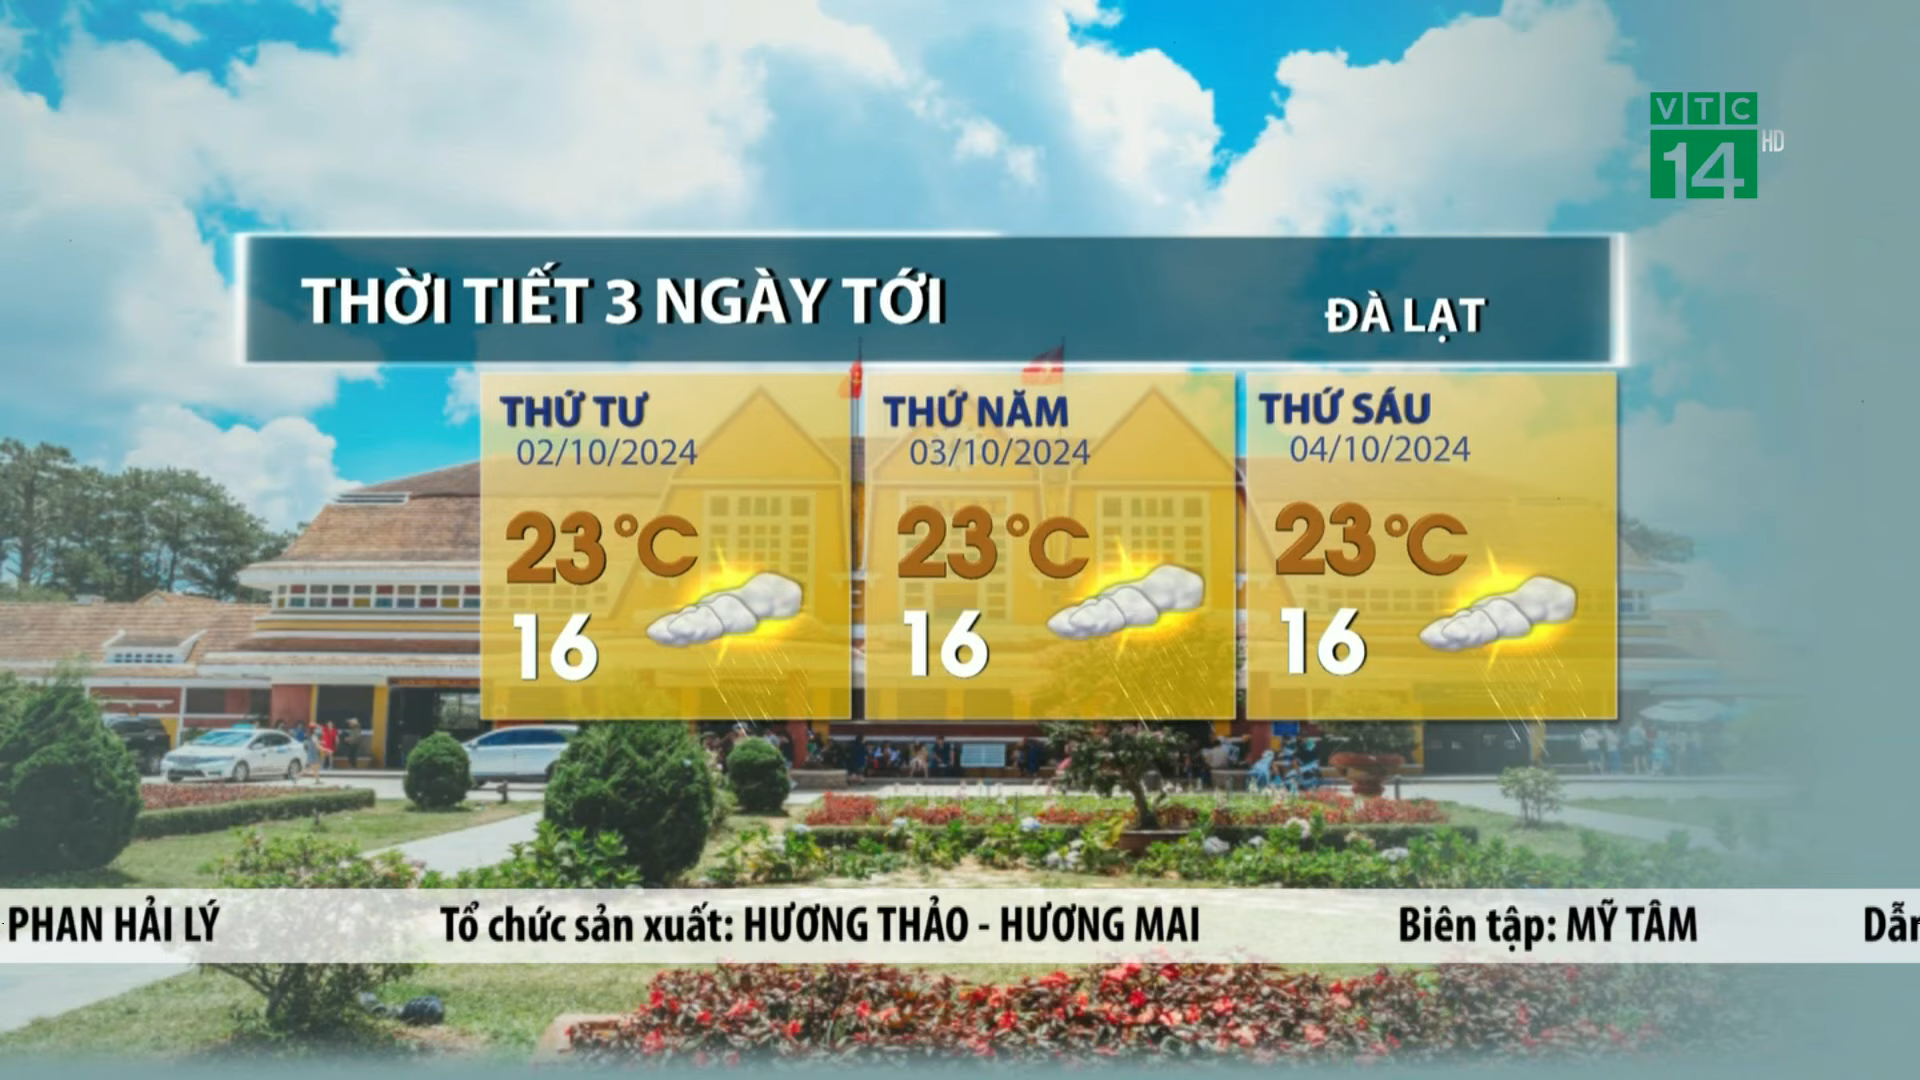 VTC
14 HD
THỜI TIẾT 3 NGÀY TỚI
ĐÀ LẠT
THỨ TƯ
02/10/2024
23°C
16
THỨ NĂM
03/10/2024
23°C
16
THỨ SÁU
04/10/2024
23°C
16
PHAN HẢI LÝ Tổ chức sản xuất: HƯƠNG THẢO - HƯƠNG MAI Biên tập: MỸ TÂM